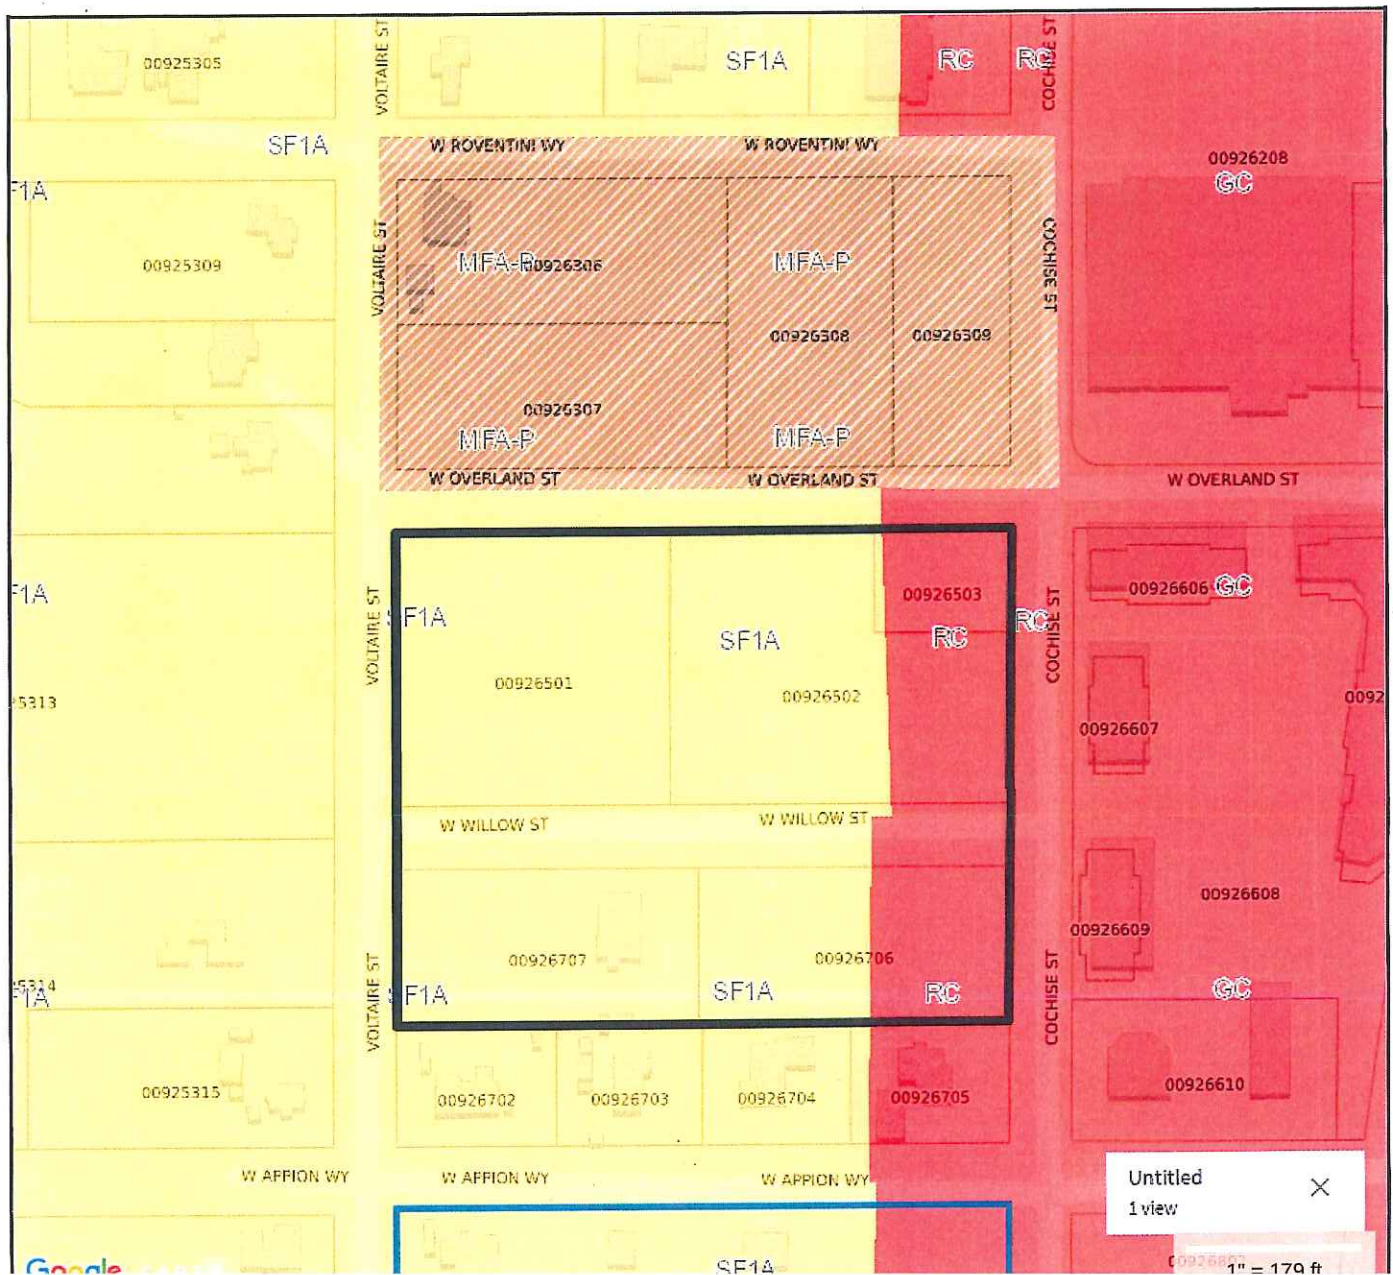 00925305
VOLTAIRE ST
SF1A
RC
RC
COCHISE ST
SF1A
W ROVENTINI WY
W ROVENTINI WY
00926208
GC
F1A
00925309
VOLTAIRE ST
MFA-P
00926306
MFA-P
COCHISE ST
00926308
00926309
00926307
MFA-P
MFA-P
W OVERLAND ST
W OVERLAND ST
W OVERLAND ST
F1A
VOLTAIRE ST
SF1A
SF1A
00926503
RC
RC
COCHISE ST
00926606
GC
00926501
00926502
25313
0092
00926607
W WILLOW ST
W WILLOW ST
00926608
00926609
00926707
00926706
VOLTAIRE ST
COCHISE ST
25314
F1A
SF1A
SF1A
RC
GC
00925315
00926702
00926703
00926704
00926705
00926610
W APPION WY
W APPION WY
W APPION WY
Untitled
1 view
Google
SF1A
1" = 179 ft